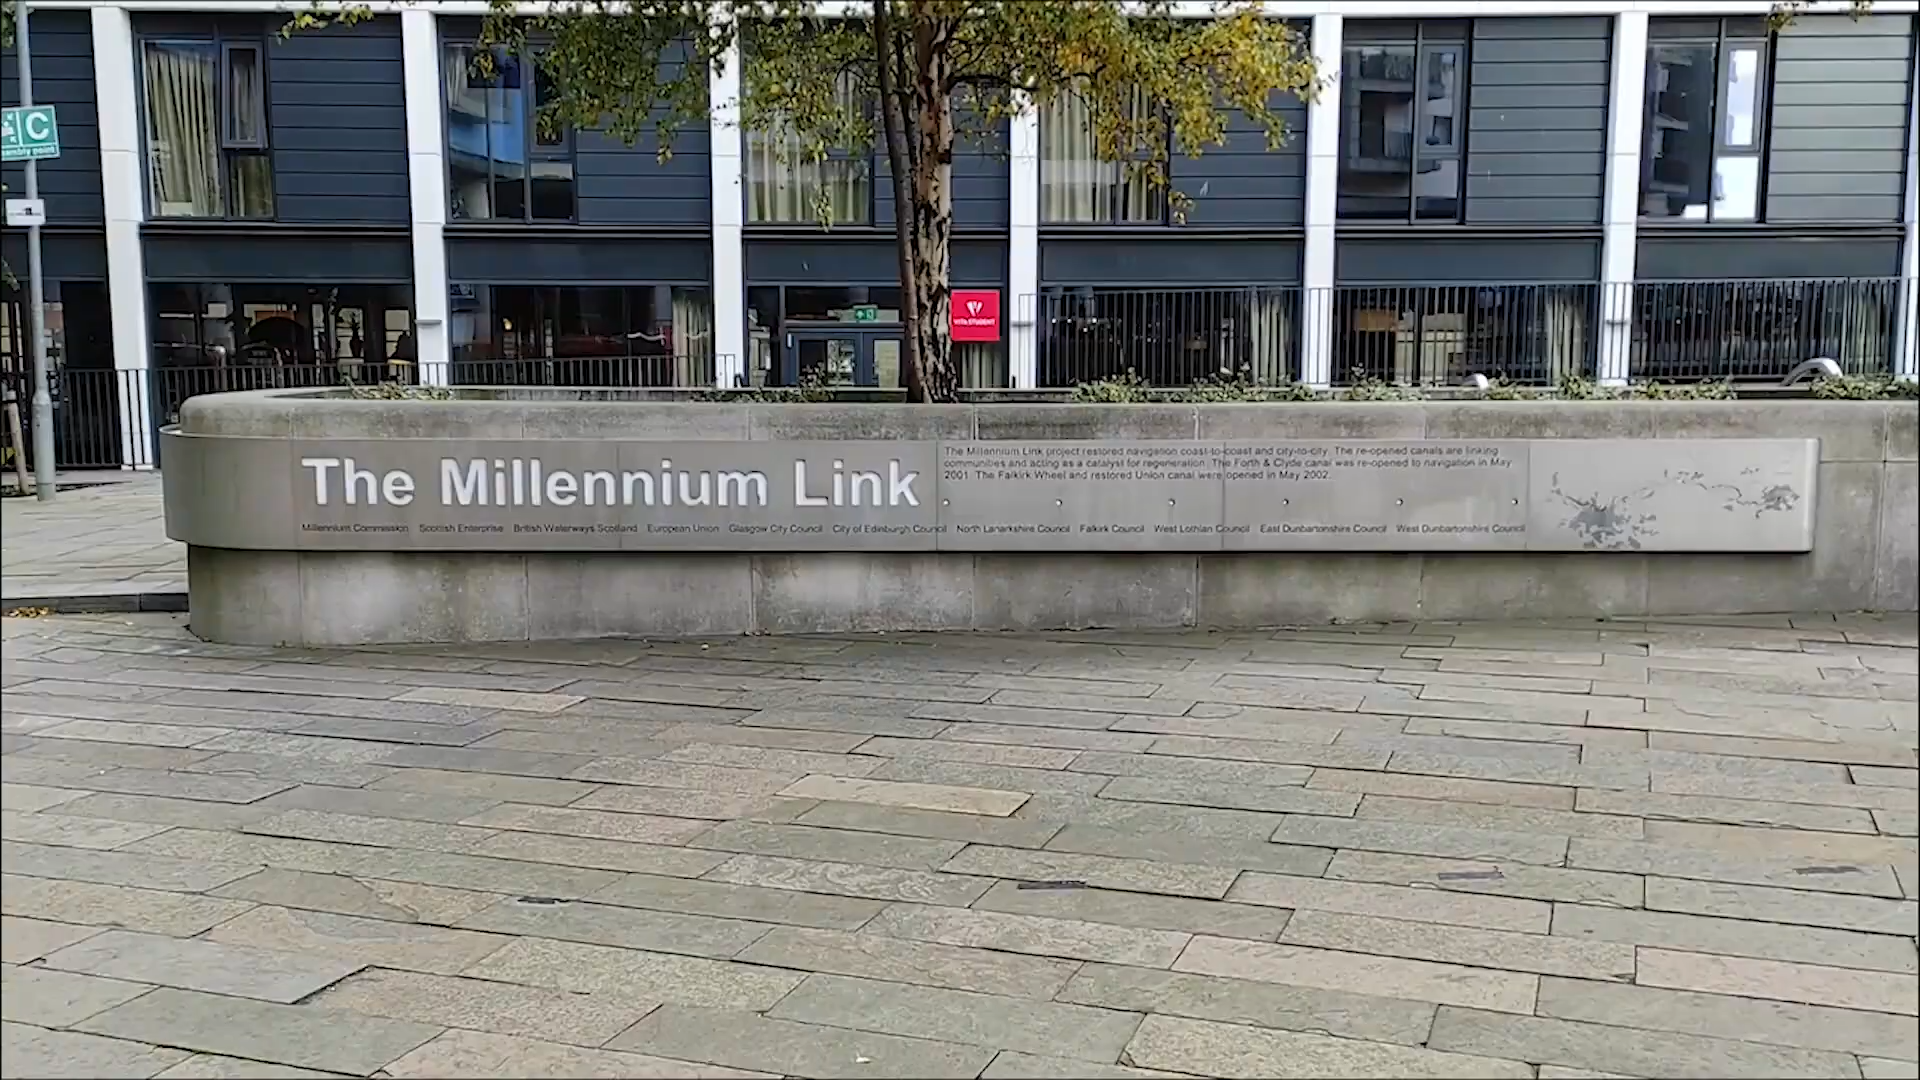 C
assembly point
VITA STUDENT
The Millennium Link
Millennium Commission Scottish Enterprise British Waterways Scotland European Union Glasgow City Council City of Edinburgh Council North Lanarkshire Council Falkirk Council West Lothian Council East Dunbartonshire Council West Dunbartonshire Council
The Millennium Link project restored navigation coast-to-coast and city-to-city. The re-opened canals are linking
communities and acting as a catalyst for regeneration. The Forth & Clyde canal was re-opened to navigation in May
2001. The Falkirk Wheel and restored Union canal were opened in May 2002.